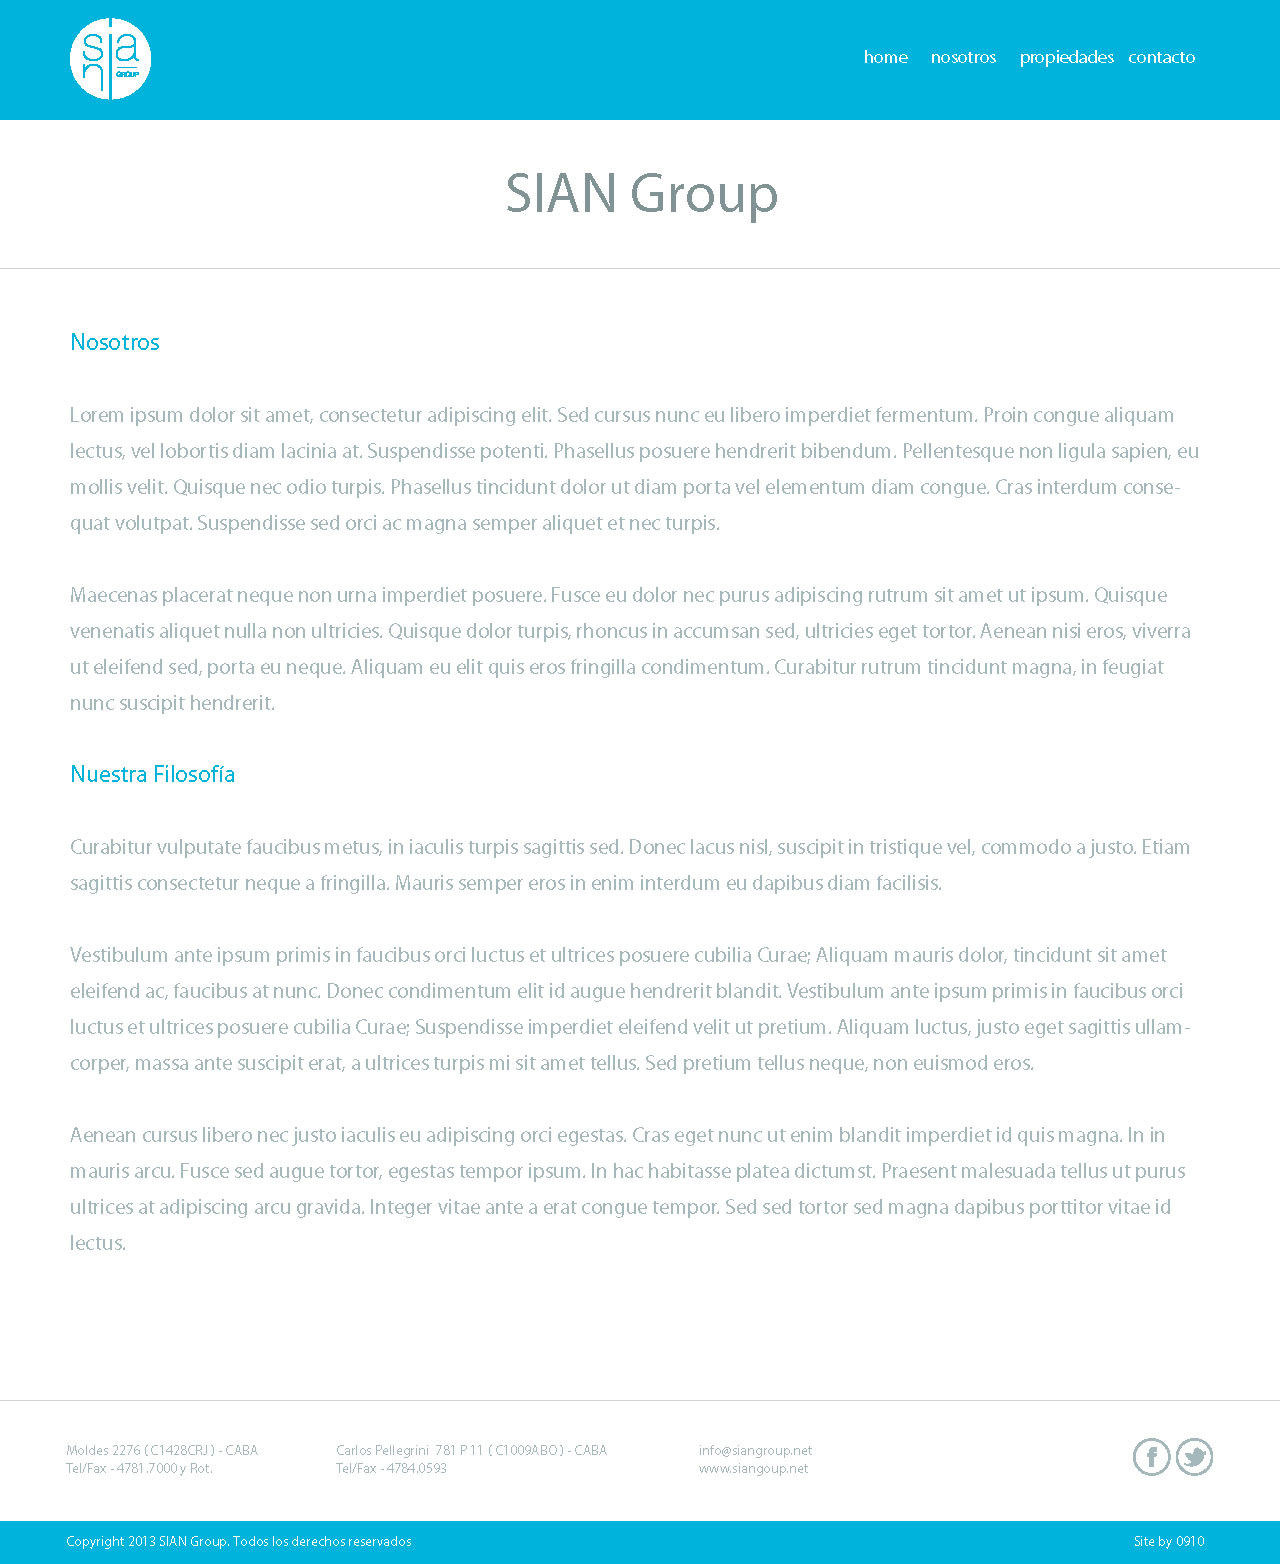 sian
GROUP
home nosotros propiedades contacto
SIAN Group
Nosotros
Lorem ipsum dolor sit amet, consectetur adipiscing elit. Sed cursus nunc eu libero imperdiet fermentum. Proin congue aliquam
lectus, vel lobortis diam lacinia at. Suspendisse potenti. Phasellus posuere hendrerit bibendum. Pellentesque non ligula sapien, eu
mollis velit. Quisque nec odio turpis. Phasellus tincidunt dolor ut diam porta vel elementum diam congue. Cras interdum conse-
quat volutpat. Suspendisse sed orci ac magna semper aliquet et nec turpis.
Maecenas placerat neque non urna imperdiet posuere. Fusce eu dolor nec purus adipiscing rutrum sit amet ut ipsum. Quisque
venenatis aliquet nulla non ultricies. Quisque dolor turpis, rhoncus in accumsan sed, ultricies eget tortor. Aenean nisi eros, viverra
ut eleifend sed, porta eu neque. Aliquam eu elit quis eros fringilla condimentum. Curabitur rutrum tincidunt magna, in feugiat
nunc suscipit hendrerit.
Nuestra Filosofía
Curabitur vulputate faucibus metus, in iaculis turpis sagittis sed. Donec lacus nisl, suscipit in tristique vel, commodo a justo. Etiam
sagittis consectetur neque a fringilla. Mauris semper eros in enim interdum eu dapibus diam facilisis.
Vestibulum ante ipsum primis in faucibus orci luctus et ultrices posuere cubilia Curae; Aliquam mauris dolor, tincidunt sit amet
eleifend ac, faucibus at nunc. Donec condimentum elit id augue hendrerit blandit. Vestibulum ante ipsum primis in faucibus orci
luctus et ultrices posuere cubilia Curae; Suspendisse imperdiet eleifend velit ut pretium. Aliquam luctus, justo eget sagittis ullam-
corper, massa ante suscipit erat, a ultrices turpis mi sit amet tellus. Sed pretium tellus neque, non euismod eros.
Aenean cursus libero nec justo iaculis eu adipiscing orci egestas. Cras eget nunc ut enim blandit imperdiet id quis magna. In in
mauris arcu. Fusce sed augue tortor, egestas tempor ipsum. In hac habitasse platea dictumst. Praesent malesuada tellus ut purus
ultrices at adipiscing arcu gravida. Integer vitae ante a erat congue tempor. Sed sed tortor sed magna dapibus porttitor vitae id
lectus.
Moldes 2276 ( C1428CRJ ) - CABA
Tel/Fax - 4781.7000 y Rot.
Carlos Pellegrini 781 P 11 ( C1009ABO ) - CABA
Tel/Fax - 4784.0593
info@siangroup.net
www.siangoup.net
f
Copyright 2013 SIAN Group. Todos los derechos reservados
Site by 0910